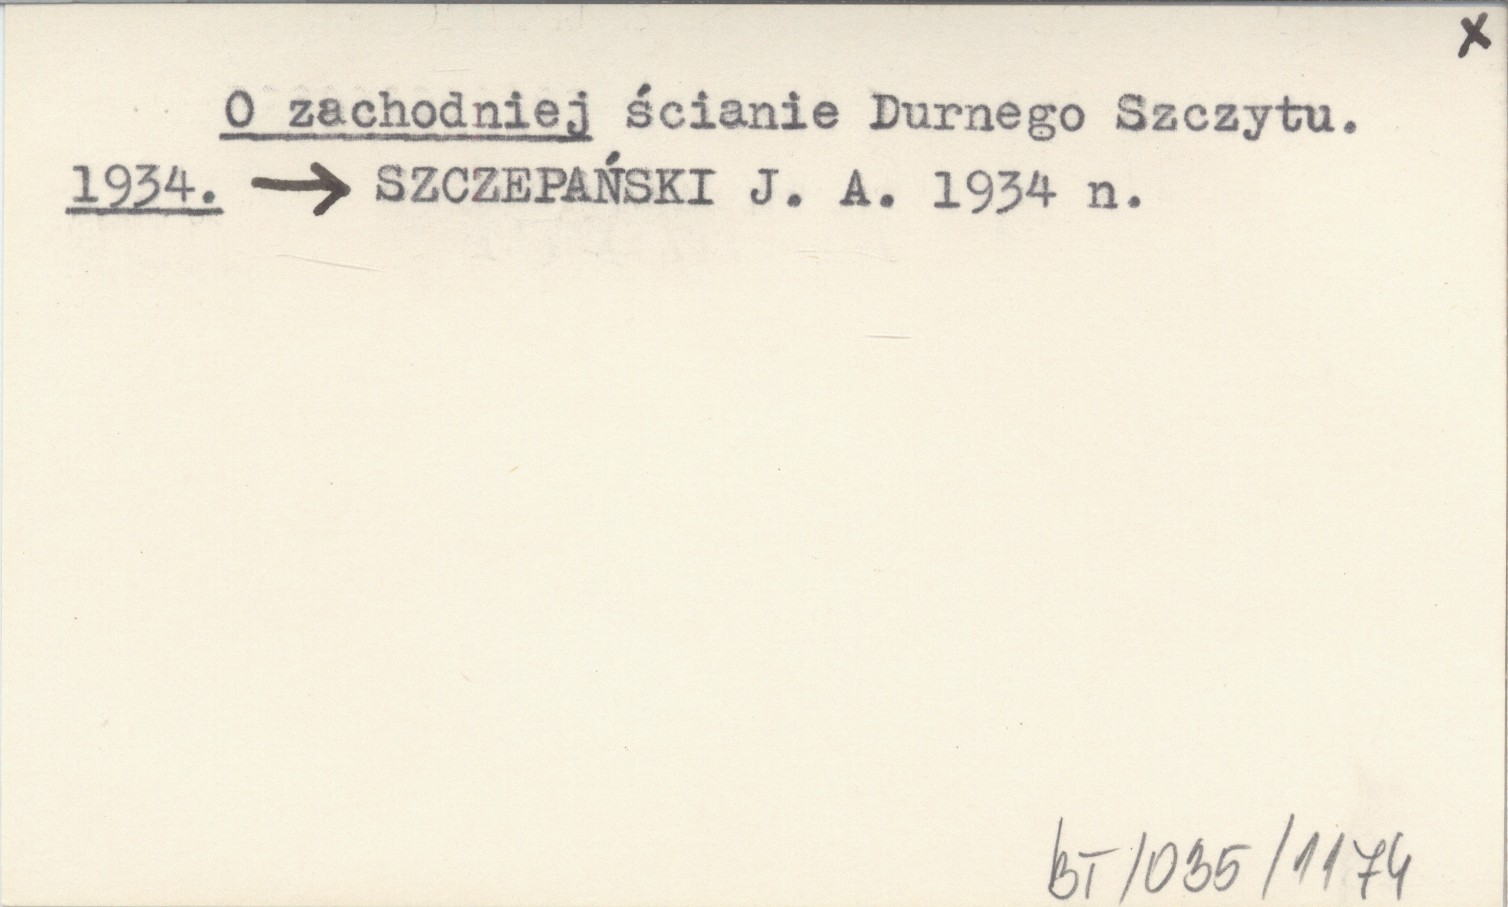 x
O zachodniej ścianie Durnego Szczytu.
1934. → SZCZEPAŃSKI J. A. 1934 n.
BT/035/1174